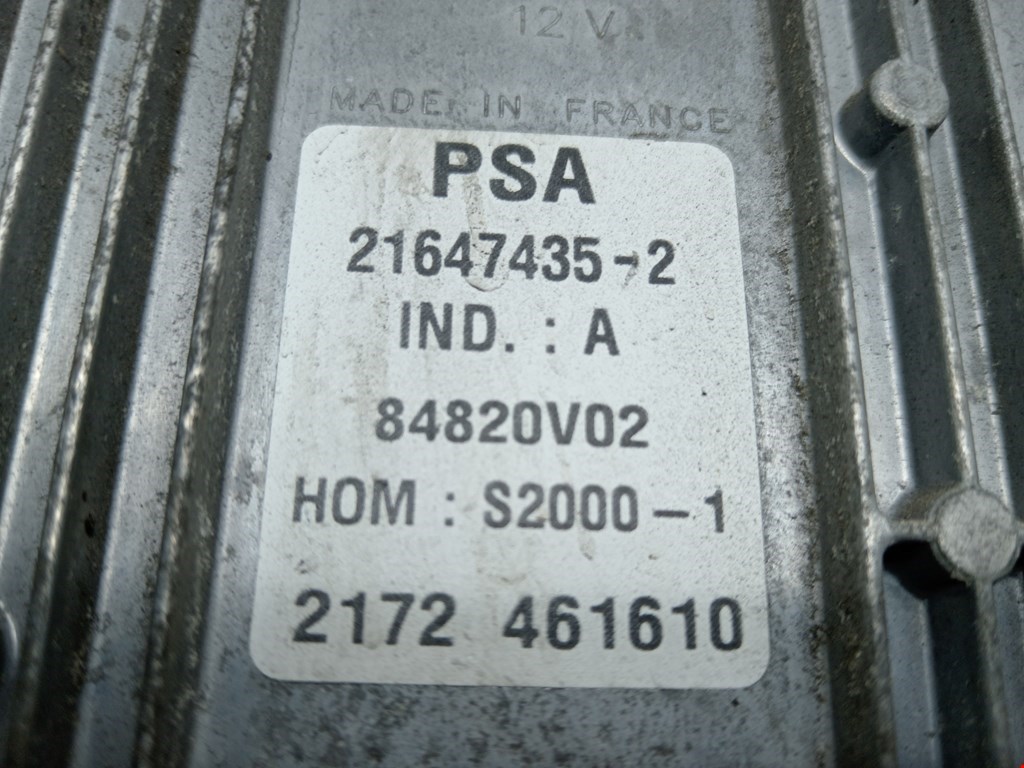 12 V
MADE IN FRANCE
PSA
21647435-2
IND. : A
84820V02
HOM : S2000-1
2172 461610